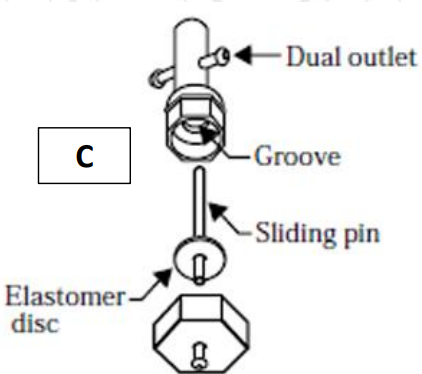 Dual outlet
C
Groove
Sliding pin
Elastomer
disc